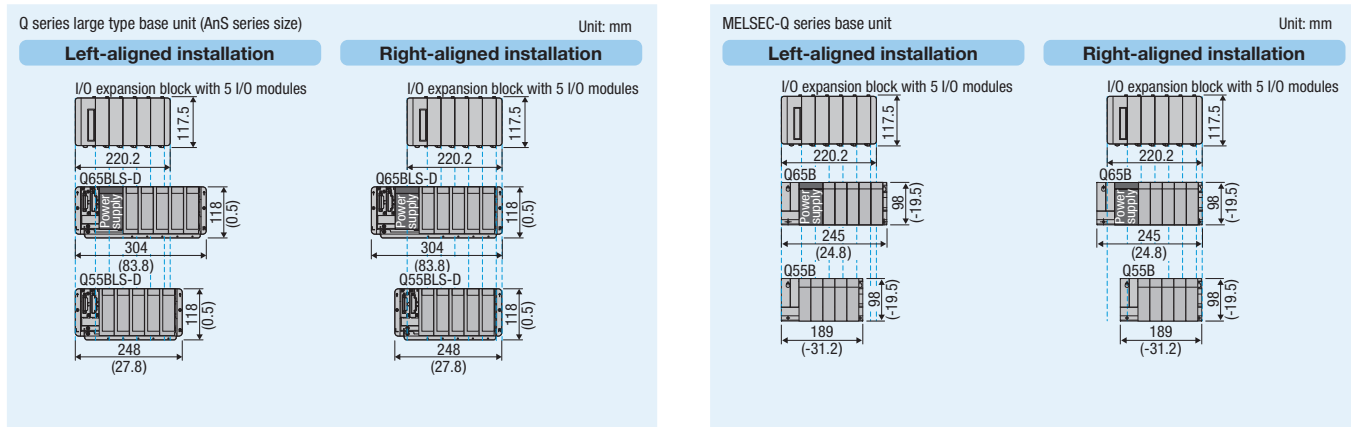 Q series large type base unit (AnS series size)
Unit: mm
Left-aligned installation
Right-aligned installation
I/O expansion block with 5 I/O modules
I/O expansion block with 5 I/O modules
117.5
117.5
220.2
220.2
Q65BLS-D
Q65BLS-D
Power
supply
118
(0.5)
Power
supply
118
(0.5)
304
(83.8)
304
(83.8)
Q55BLS-D
Q55BLS-D
118
(0.5)
118
(0.5)
248
(27.8)
248
(27.8)
MELSEC-Q series base unit
Unit: mm
Left-aligned installation
Right-aligned installation
I/O expansion block with 5 I/O modules
I/O expansion block with 5 I/O modules
117.5
117.5
220.2
220.2
Q65B
Q65B
Power
supply
98
(-19.5)
Power
supply
98
(-19.5)
245
(24.8)
245
(24.8)
Q55B
Q55B
98
(-19.5)
98
(-19.5)
189
(-31.2)
189
(-31.2)